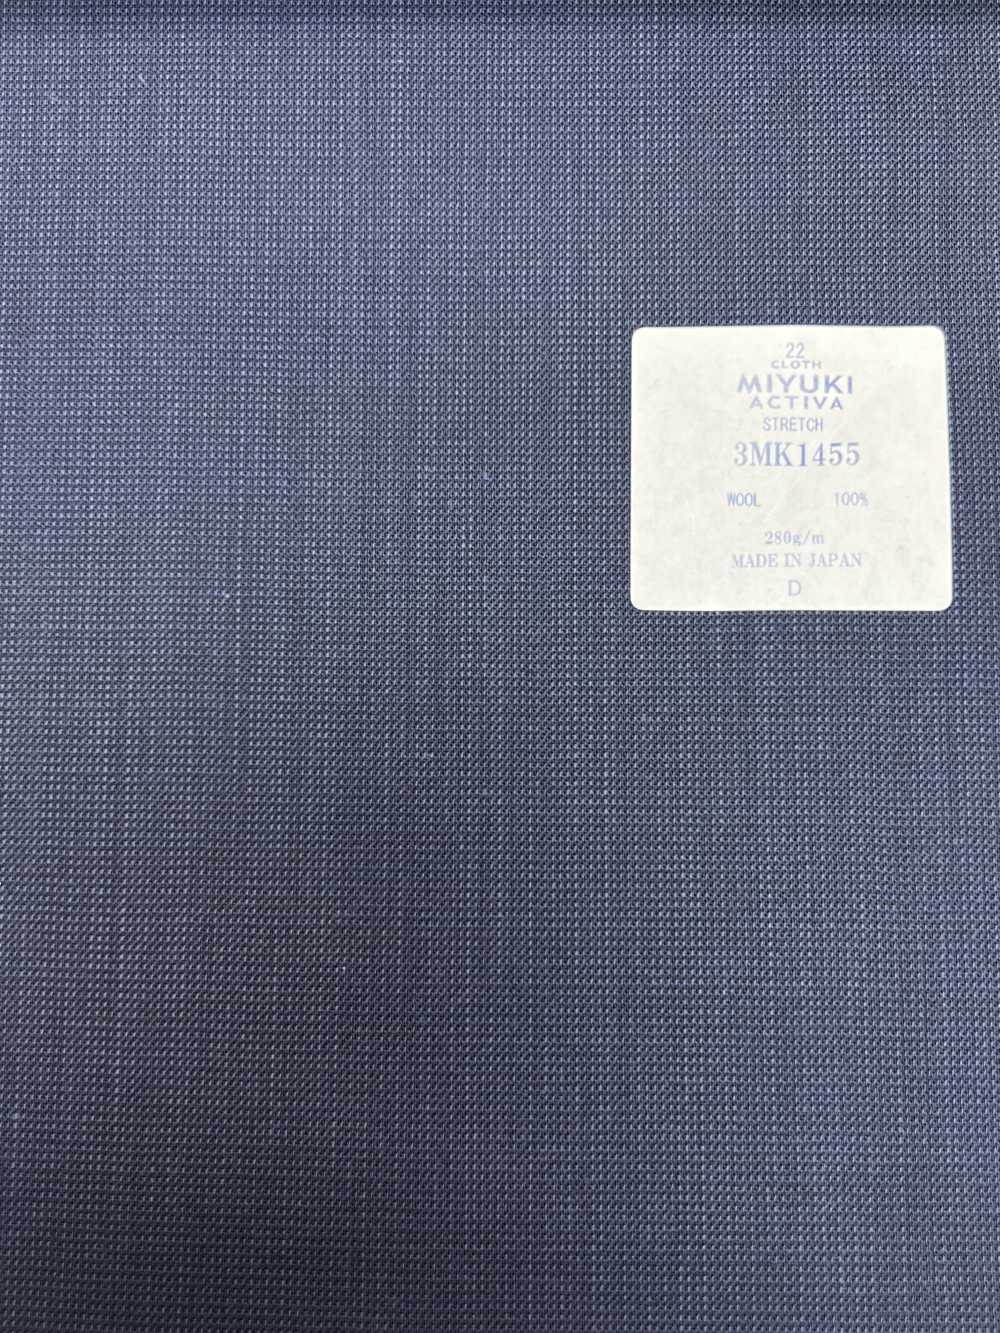 22
CLOTH
MIYUKI
ACTIVA
STRETCH
3MK1455
WOOL 100%
280g/m
MADE IN JAPAN
D